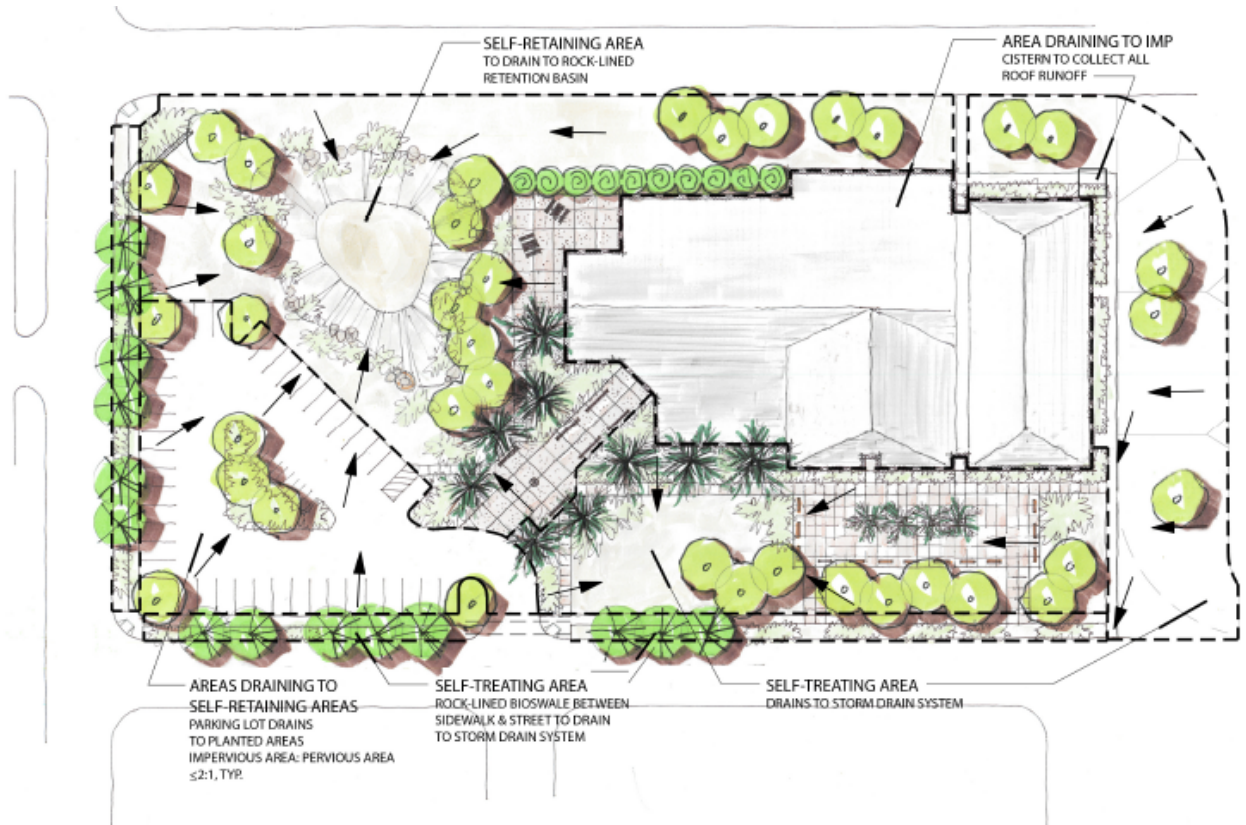 SELF-RETAINING AREA
TO DRAIN TO ROCK-LINED
RETENTION BASIN
AREA DRAINING TO IMP
CISTERN TO COLLECT ALL
ROOF RUNOFF
AREAS DRAINING TO
SELF-RETAINING AREAS
PARKING LOT DRAINS
TO PLANTED AREAS
IMPERVIOUS AREA: PERVIOUS AREA
≤2:1, TYP.
SELF-TREATING AREA
ROCK-LINED BIOSWALE BETWEEN
SIDEWALK & STREET TO DRAIN
TO STORM DRAIN SYSTEM
SELF-TREATING AREA
DRAINS TO STORM DRAIN SYSTEM